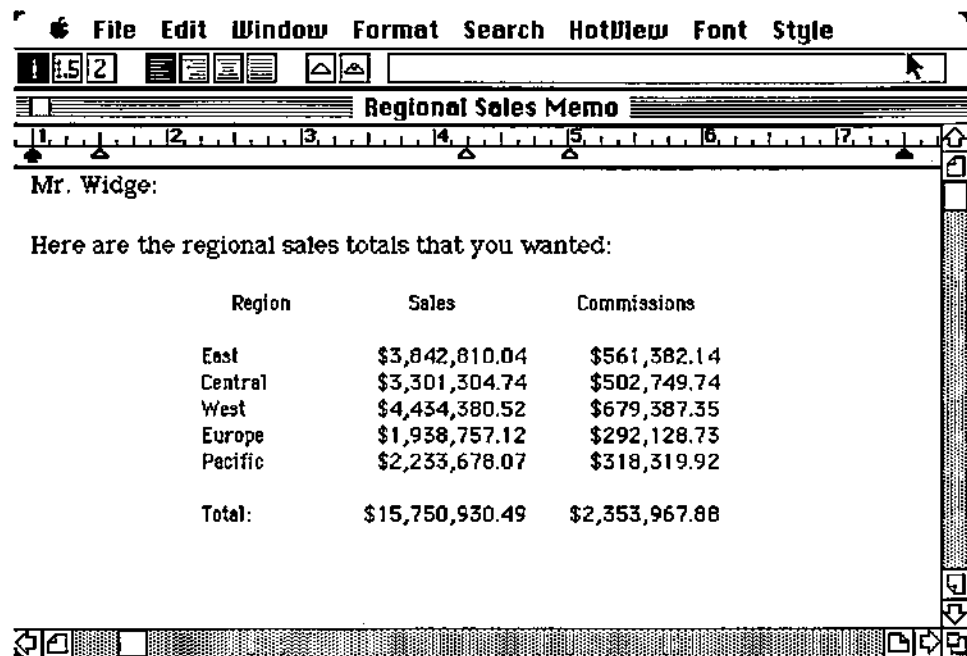 File Edit Window Format Search HotView Font Style
1 1.5 2
Regional Sales Memo
1 2 3 4 5 6 7
Mr. Widge:
Here are the regional sales totals that you wanted:
Region Sales Commissions
East $3,842,810.04 $561,382.14
Central $3,301,304.74 $502,749.74
West $4,434,380.52 $679,387.35
Europe $1,938,757.12 $292,128.73
Pacific $2,233,678.07 $318,319.92
Total: $15,750,930.49 $2,353,967.88